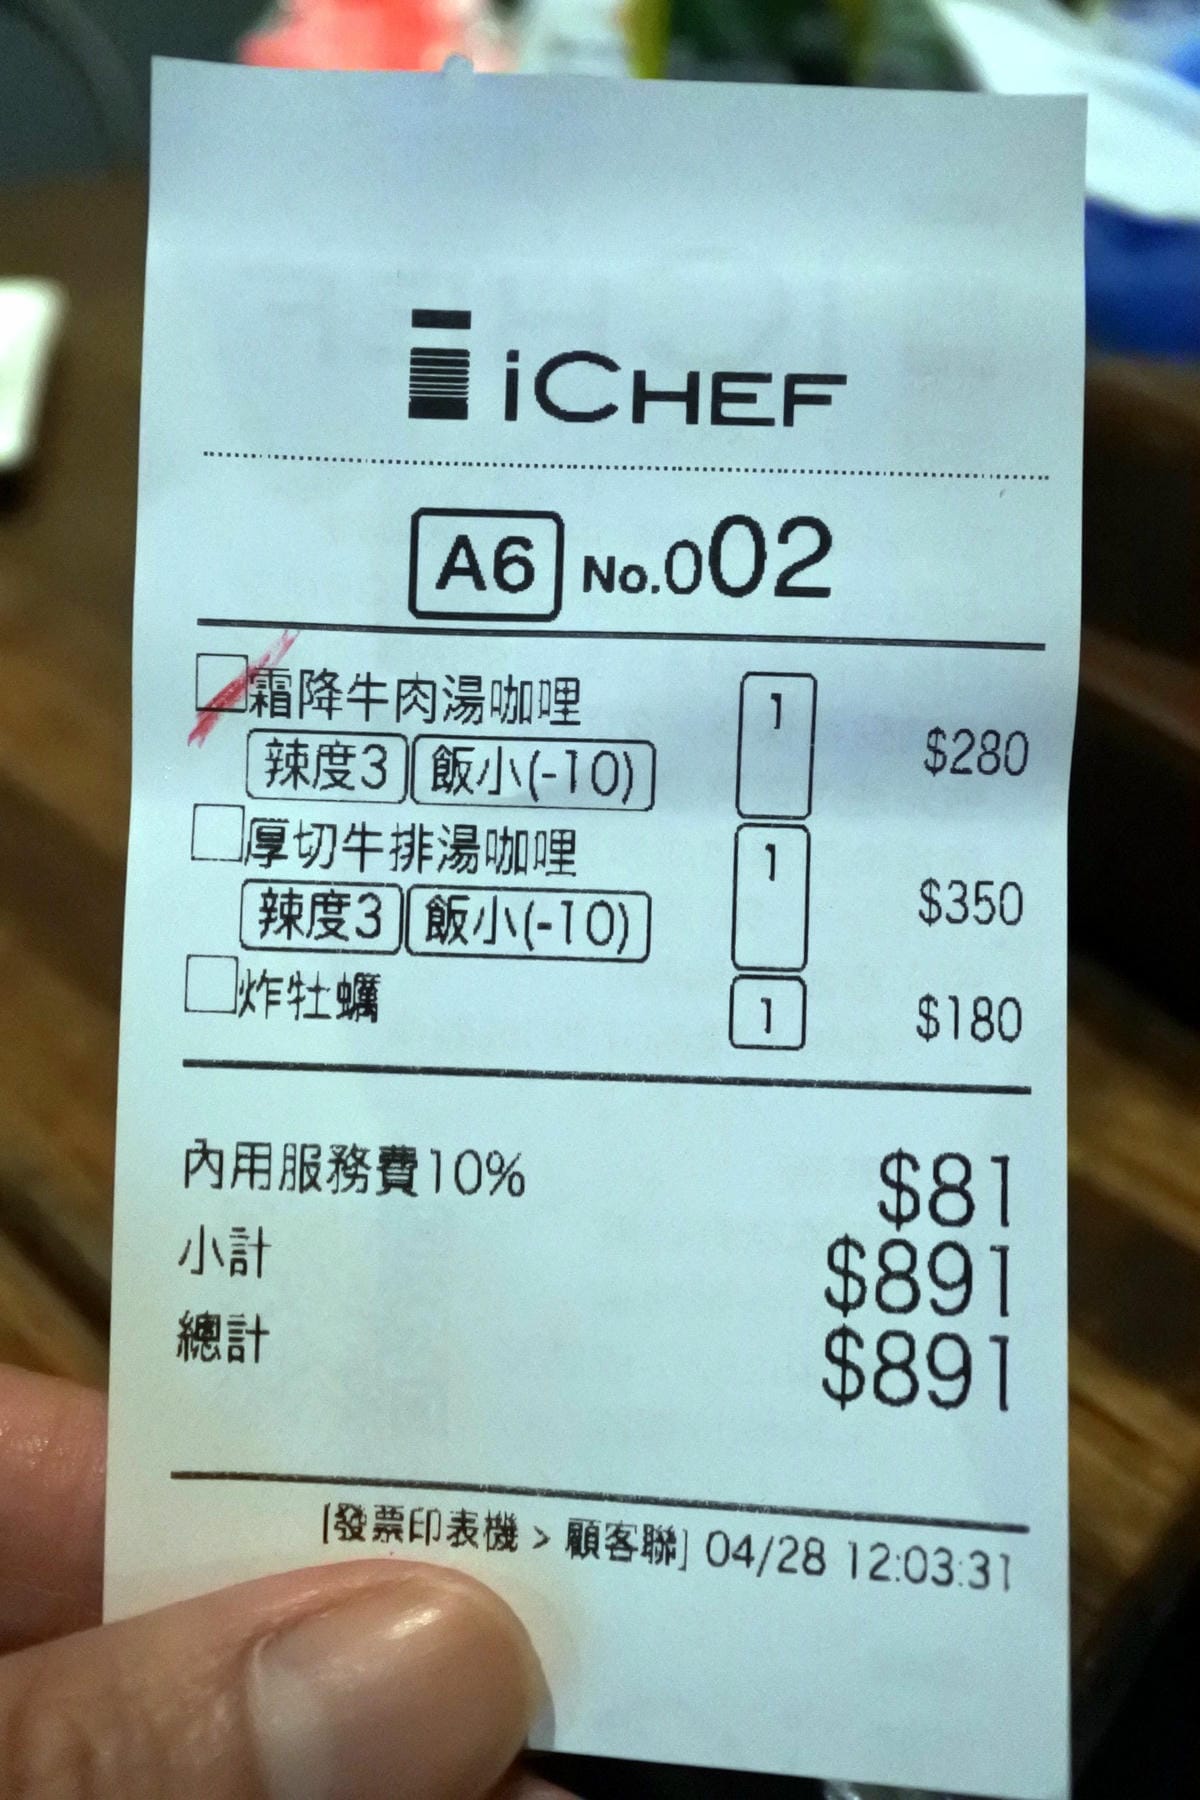 iCHEF
A6 No.002
霜降牛肉湯咖哩 1 $280
辣度3 飯小(-10)
厚切牛排湯咖哩 1 $350
辣度3 飯小(-10)
炸牡蠣 1 $180
內用服務費10% $81
小計 $891
總計 $891
[發票印表機 > 顧客聯] 04/28 12:03:31